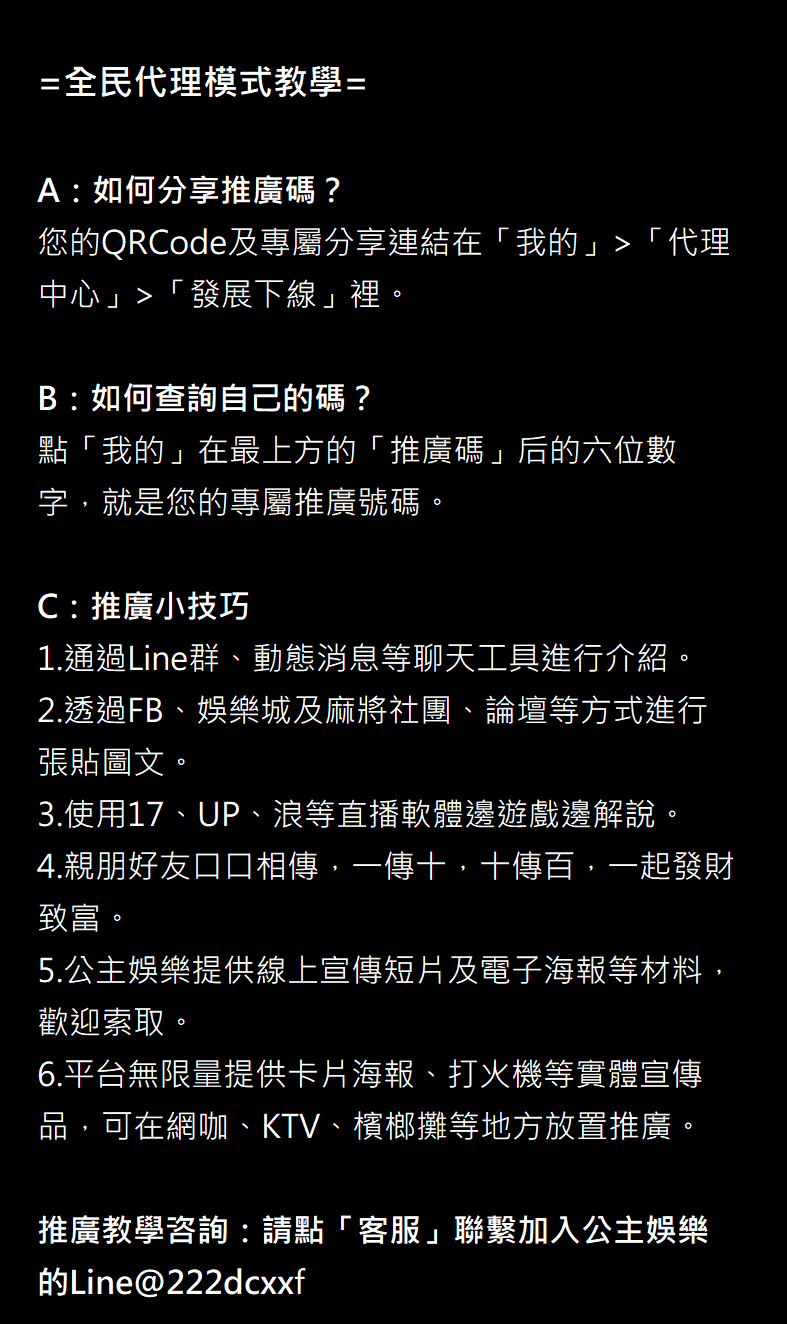 =全民代理模式教學=
A：如何分享推廣碼？
您的QRCode及專屬分享連結在「我的」>「代理
中心」>「發展下線」裡。
B：如何查詢自己的碼？
點「我的」在最上方的「推廣碼」后的六位數
字，就是您的專屬推廣號碼。
C：推廣小技巧
1.通過Line群、動態消息等聊天工具進行介紹。
2.透過FB、娛樂城及麻將社團、論壇等方式進行
張貼圖文。
3.使用17、UP、浪等直播軟體邊遊戲邊解說。
4.親朋好友口口相傳，一傳十，十傳百，一起發財
致富。
5.公主娛樂提供線上宣傳短片及電子海報等材料，
歡迎索取。
6.平台無限量提供卡片海報、打火機等實體宣傳
品，可在網咖、KTV、檳榔攤等地方放置推廣。
推廣教學咨詢：請點「客服」聯繫加入公主娛樂
的Line@222dcxxf